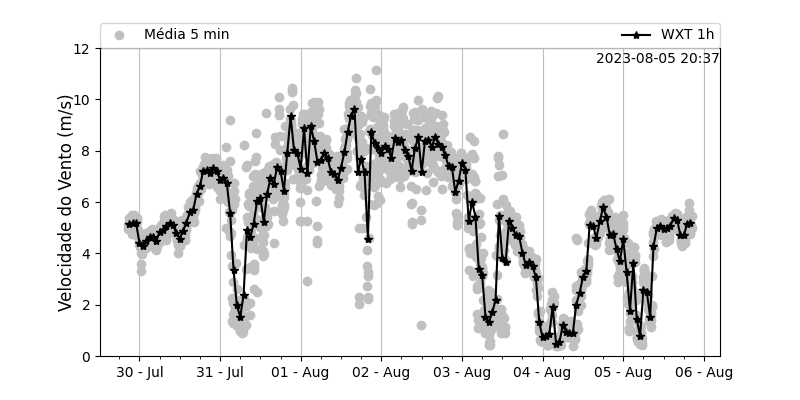 Média 5 min
WXT 1h
2023-08-05 20:37
Velocidade do Vento (m/s)
12
10
8
6
4
2
0
30 - Jul
31 - Jul
01 - Aug
02 - Aug
03 - Aug
04 - Aug
05 - Aug
06 - Aug